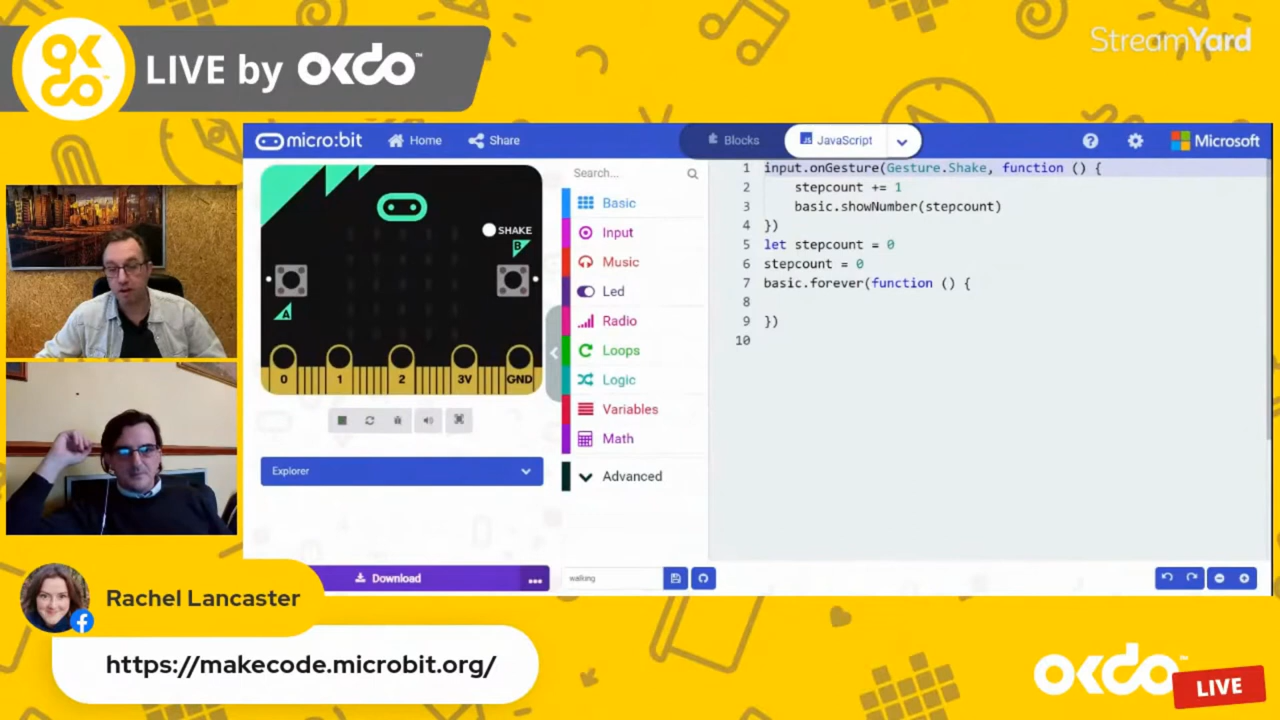 StreamYard
LIVE by OKdo™
micro:bit
Home
Share
Blocks
JS JavaScript
Microsoft
SHAKE
B
A
0 1 2 3V GND
Explorer
Download
Search...
Basic
Input
Music
Led
Radio
Loops
Logic
Variables
Math
Advanced
1 input.onGesture(Gesture.Shake, function () {
2 stepcount += 1
3 basic.showNumber(stepcount)
4 })
5 let stepcount = 0
6 stepcount = 0
7 basic.forever(function () {
8
9 })
10
walking
Rachel Lancaster
https://makecode.microbit.org/
OKdo™
LIVE